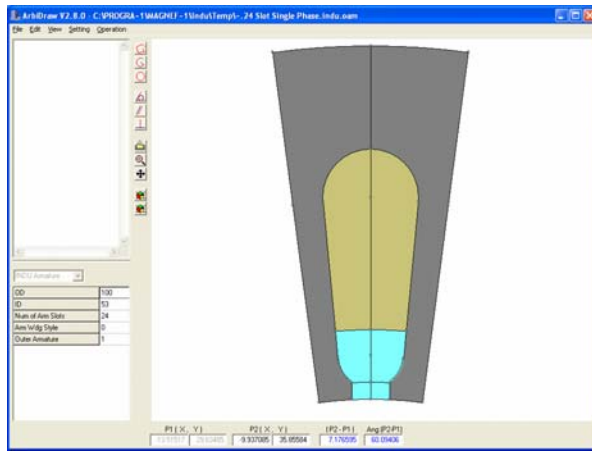 ArbiDraw V2.8.0 - C:\PROGRA~1\MAGNEF~1\Indu\Temp\~.24 Slot Single Phase.indu.oam
File Edit View Setting Operation
INDU Armature
OD 100
ID 53
Num of Arm Slots 24
Arm Wdg Style 0
Outer Armature 1
P1 ( X, Y) P2 ( X, Y) |P2-P1| Ang(P2-P1)
-9.937085 35.85584 7.176595 60.09406